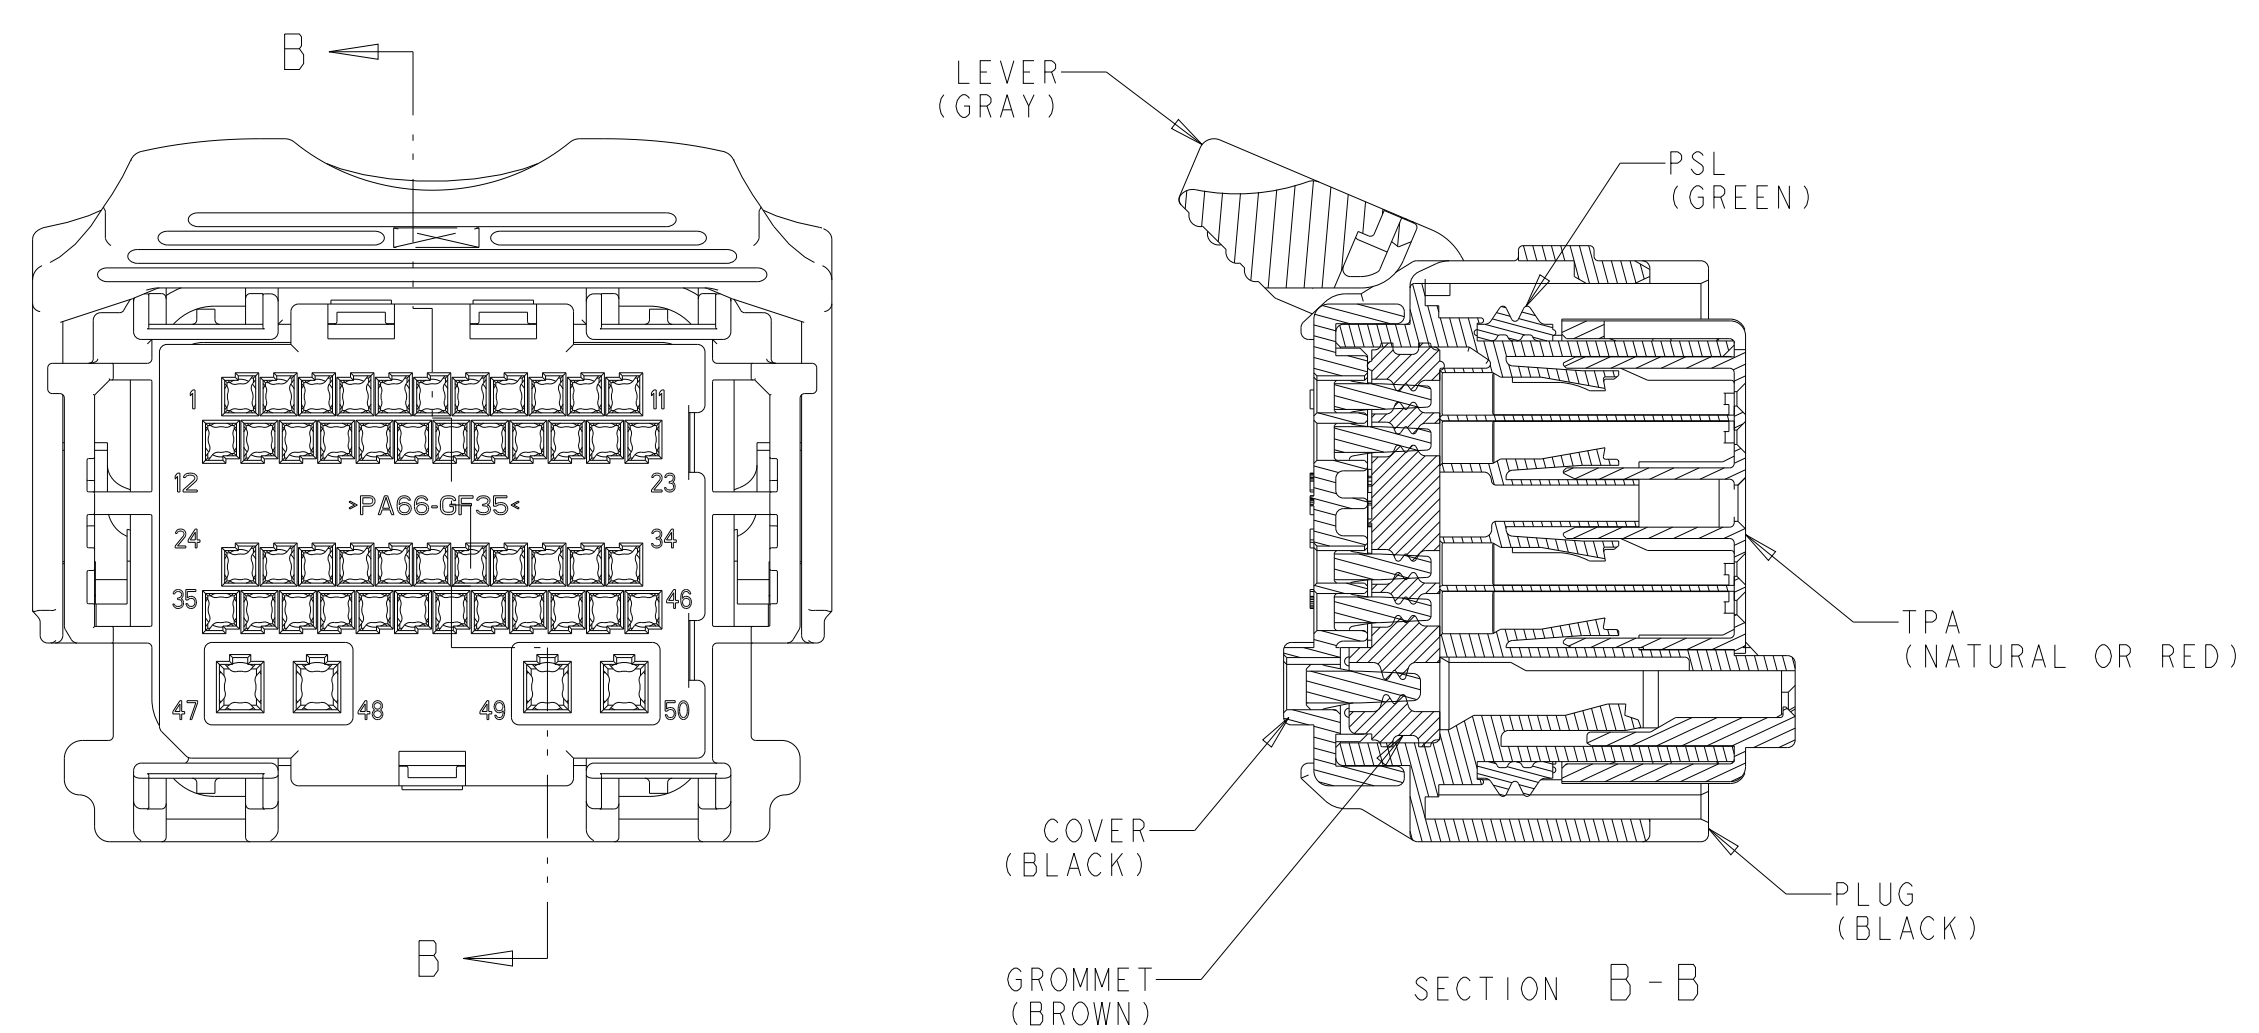 B
LEVER
(GRAY)
PSL
(GREEN)
1
11
12
23
>PA66-GF35<
24
34
35
46
47
48
49
50
TPA
(NATURAL OR RED)
COVER
(BLACK)
PLUG
(BLACK)
B
GROMMET
(BROWN)
SECTION B-B